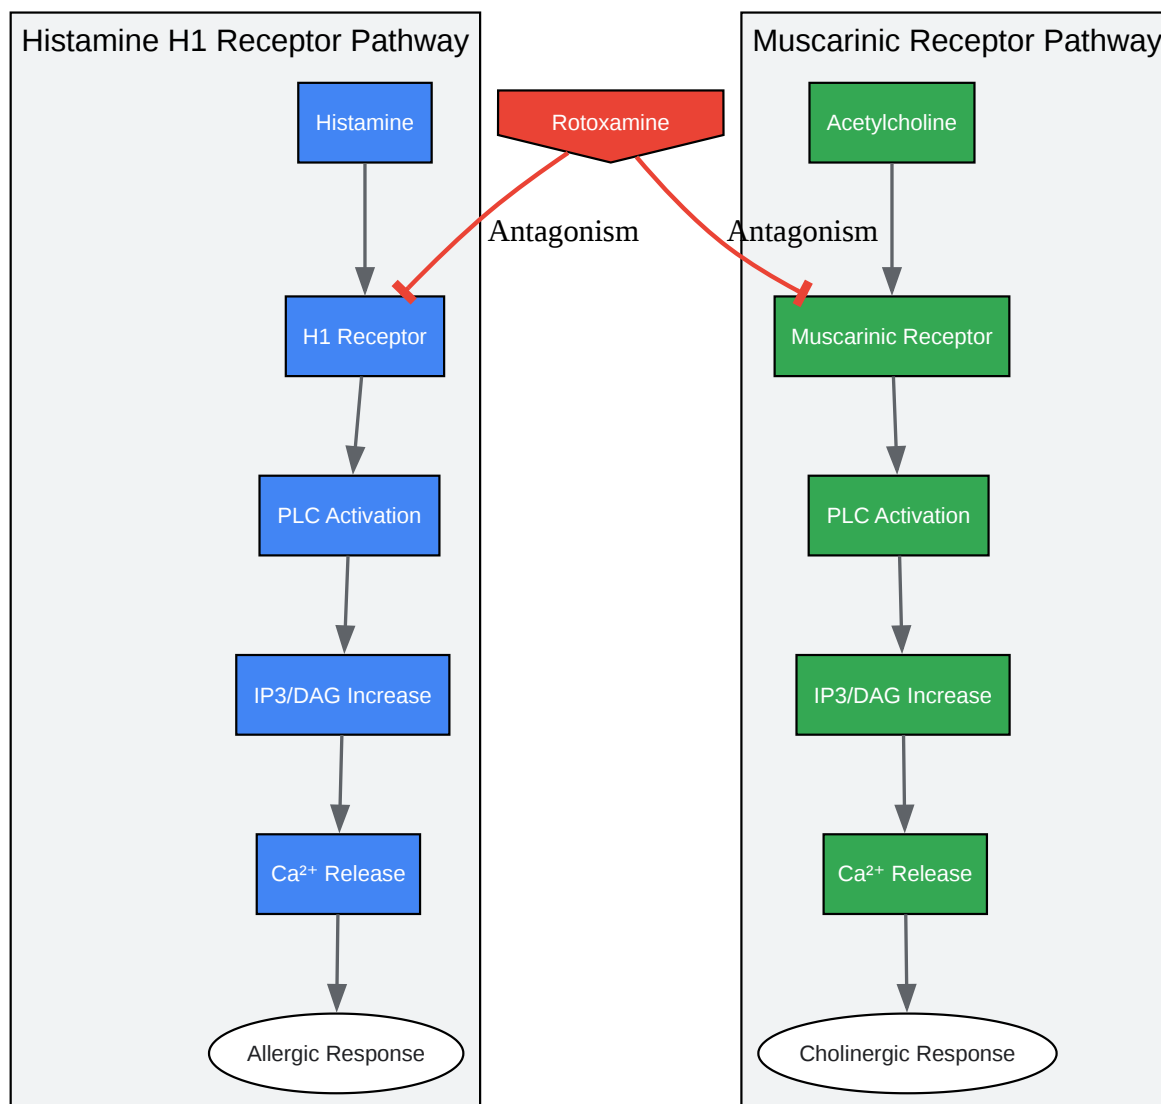 Histamine H1 Receptor Pathway
Muscarinic Receptor Pathway
Histamine
Rotoxamine
Acetylcholine
Antagonism
Antagonism
H1 Receptor
Muscarinic Receptor
PLC Activation
PLC Activation
IP3/DAG Increase
IP3/DAG Increase
Ca²⁺ Release
Ca²⁺ Release
Allergic Response
Cholinergic Response